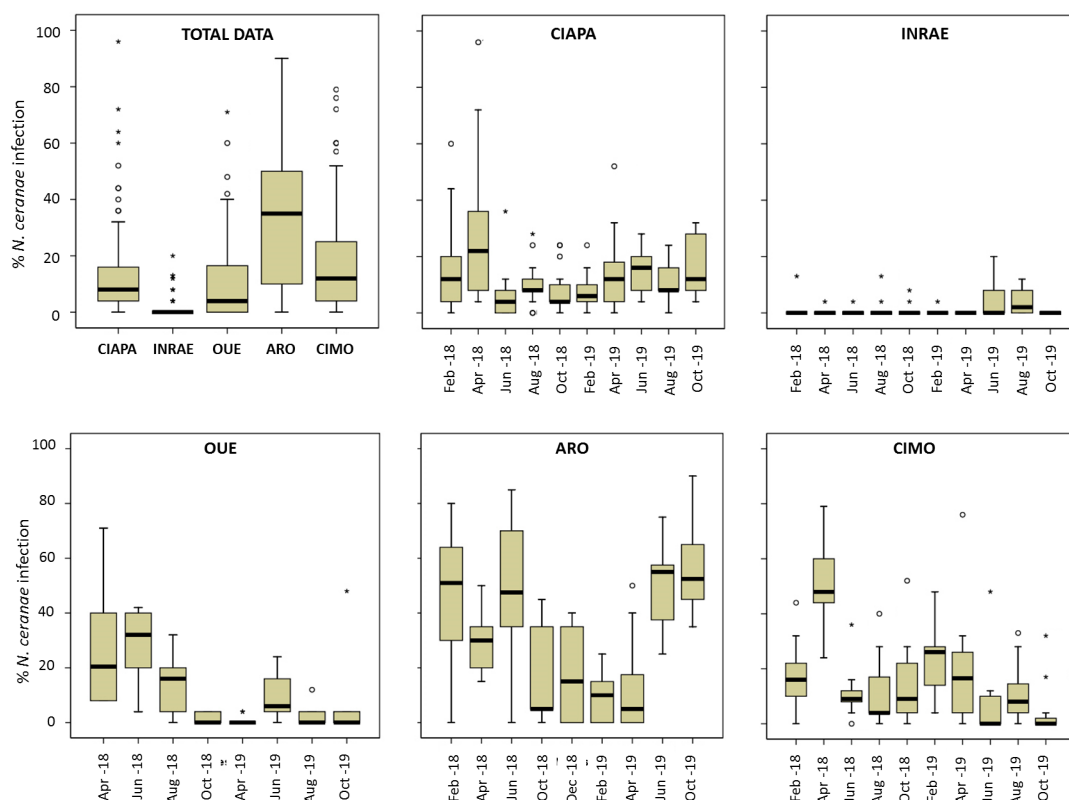 TOTAL DATA
CIAPA
INRAE
% N. ceranae infection
100
80
60
40
20
0
CIAPA INRAE OUE ARO CIMO
Feb -18 Apr -18 Jun -18 Aug -18 Oct -18 Feb -19 Apr -19 Jun -19 Aug -19 Oct -19
Feb -18 Apr -18 Jun -18 Aug -18 Oct -18 Feb -19 Apr -19 Jun -19 Aug -19 Oct -19
OUE
ARO
CIMO
% N. ceranae infection
100
80
60
40
20
0
Apr -18 Jun -18 Aug -18 Oct -18 Apr -19 Jun -19 Aug -19 Oct -19
Feb -18 Apr -18 Jun -18 Oct -18 Dec -18 Feb -19 Apr -19 Jun -19 Oct -19
Feb -18 Apr -18 Jun -18 Aug -18 Oct -18 Feb -19 Apr -19 Jun -19 Aug -19 Oct -19